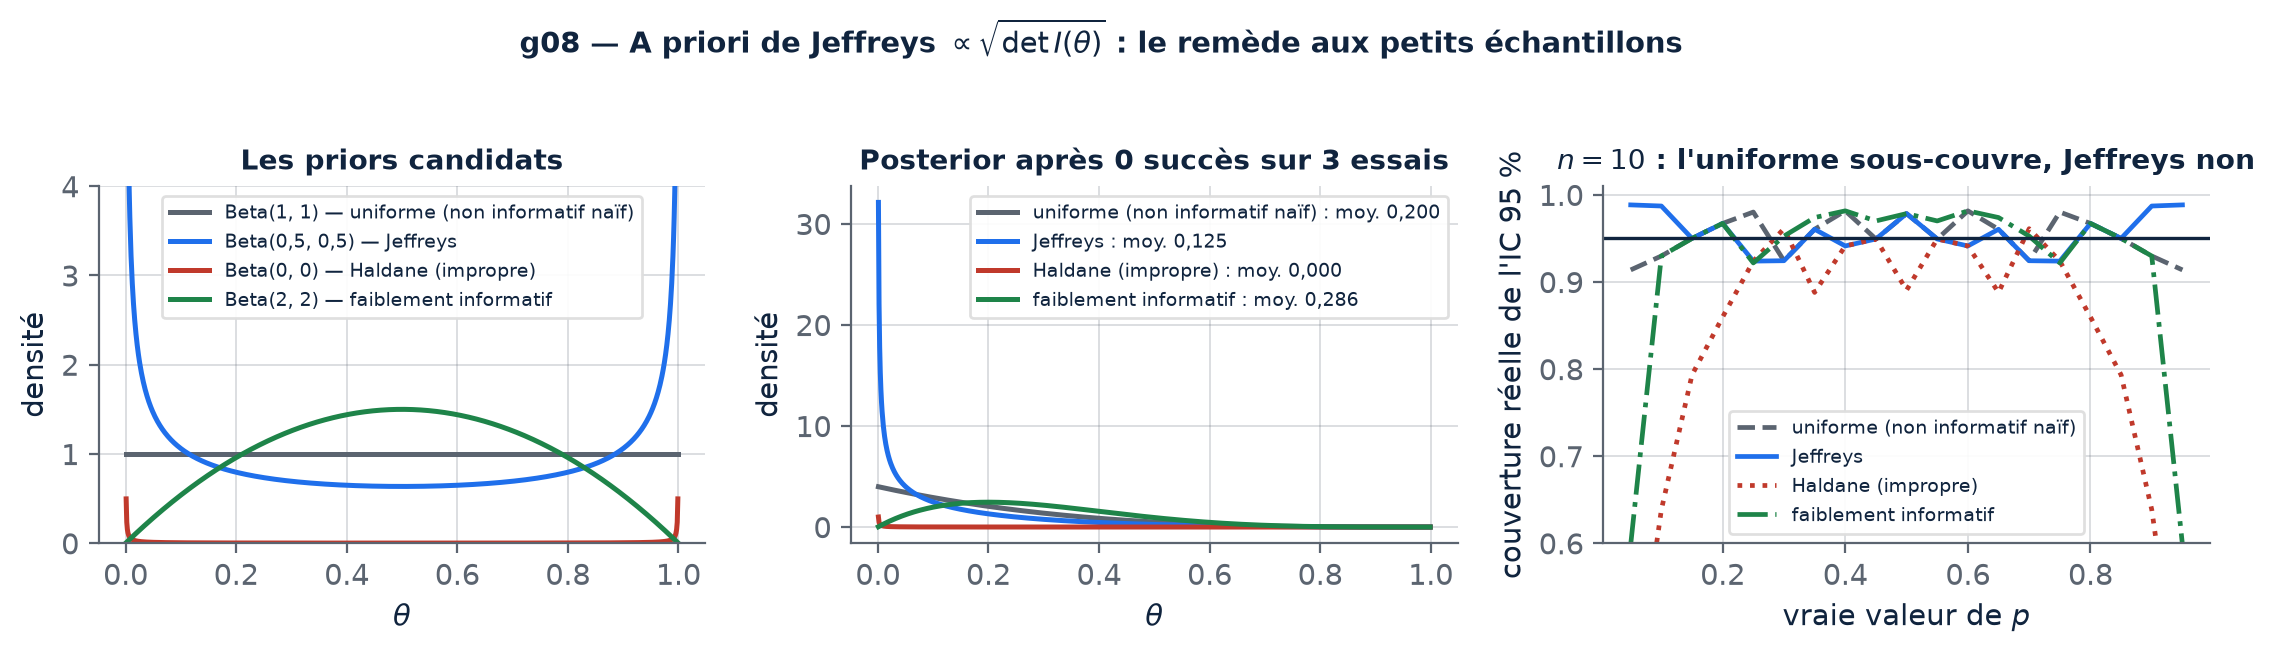 g08 — A priori de Jeffreys ∝ √det I(θ) : le remède aux petits échantillons
Les priors candidats
densité
4
3
2
1
0
Beta(1, 1) — uniforme (non informatif naïf)
Beta(0,5, 0,5) — Jeffreys
Beta(0, 0) — Haldane (impropre)
Beta(2, 2) — faiblement informatif
0.0 0.2 0.4 0.6 0.8 1.0
θ
Posterior après 0 succès sur 3 essais
densité
30
20
10
0
uniforme (non informatif naïf) : moy. 0,200
Jeffreys : moy. 0,125
Haldane (impropre) : moy. 0,000
faiblement informatif : moy. 0,286
0.0 0.2 0.4 0.6 0.8 1.0
θ
n = 10 : l'uniforme sous-couvre, Jeffreys non
couverture réelle de l'IC 95 %
1.0
0.9
0.8
0.7
0.6
uniforme (non informatif naïf)
Jeffreys
Haldane (impropre)
faiblement informatif
0.2 0.4 0.6 0.8
vraie valeur de p